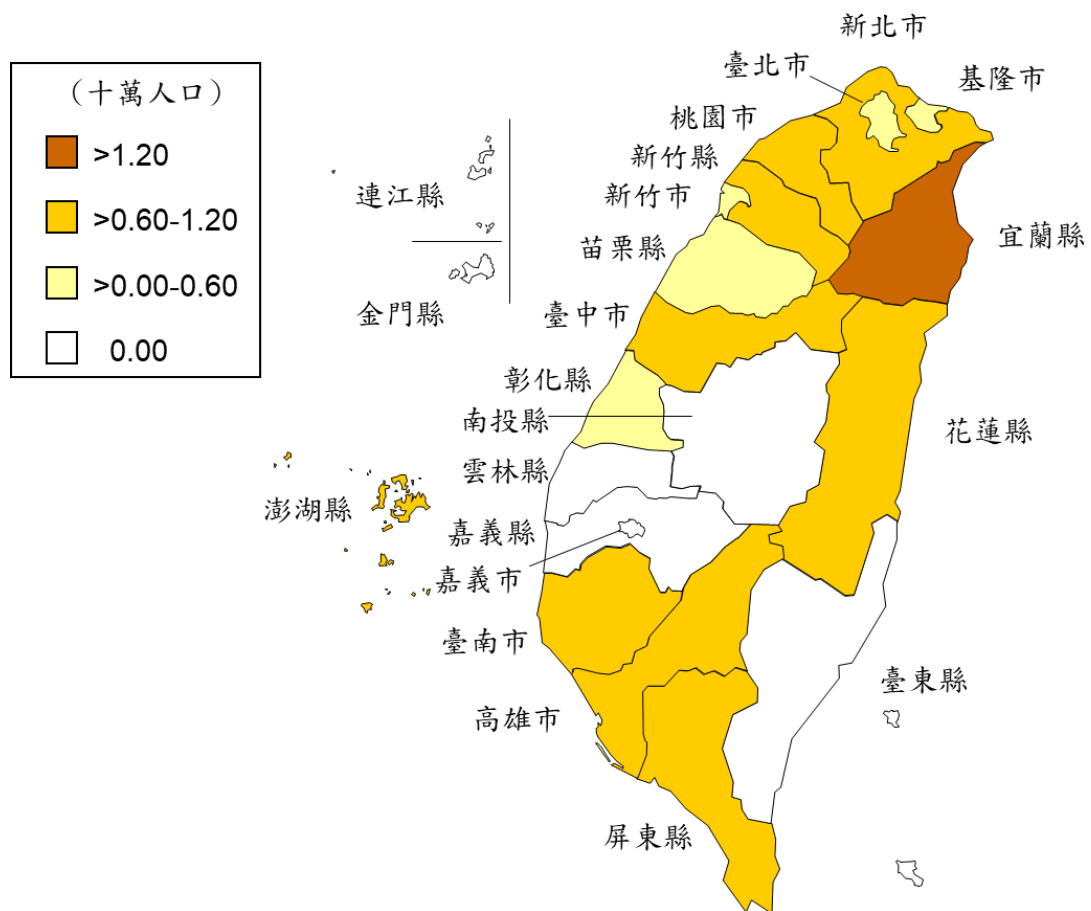 （十萬人口）
>1.20
>0.60-1.20
>0.00-0.60
0.00
新北市
臺北市
基隆市
桃園市
新竹縣
新竹市
連江縣
苗栗縣
宜蘭縣
金門縣
臺中市
彰化縣
南投縣
花蓮縣
雲林縣
澎湖縣
嘉義縣
嘉義市
臺南市
臺東縣
高雄市
屏東縣